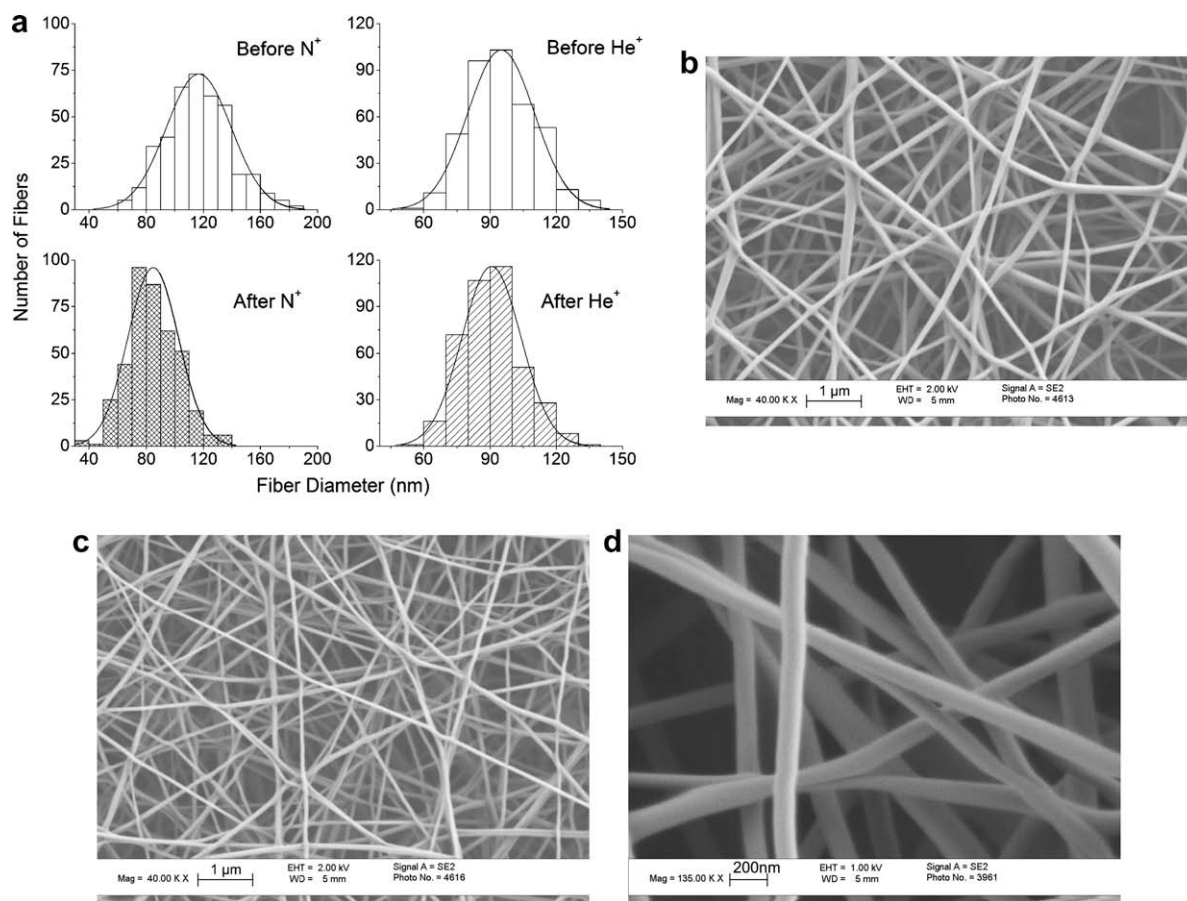 a
Before N+
Before He+
100
75
50
25
0
40 80 120 160 200
120
90
60
30
0
60 90 120 150
After N+
After He+
100
75
50
25
0
40 80 120 160 200
120
90
60
30
0
60 90 120 150
Number of Fibers
Fiber Diameter (nm)
b
Mag = 40.00 K X
1 μm
EHT = 2.00 kV
WD = 5 mm
Signal A = SE2
Photo No. = 4613
c
Mag = 40.00 K X
1 μm
EHT = 2.00 kV
WD = 5 mm
Signal A = SE2
Photo No. = 4616
d
Mag = 135.00 K X
200nm
EHT = 1.00 kV
WD = 5 mm
Signal A = SE2
Photo No. = 3961